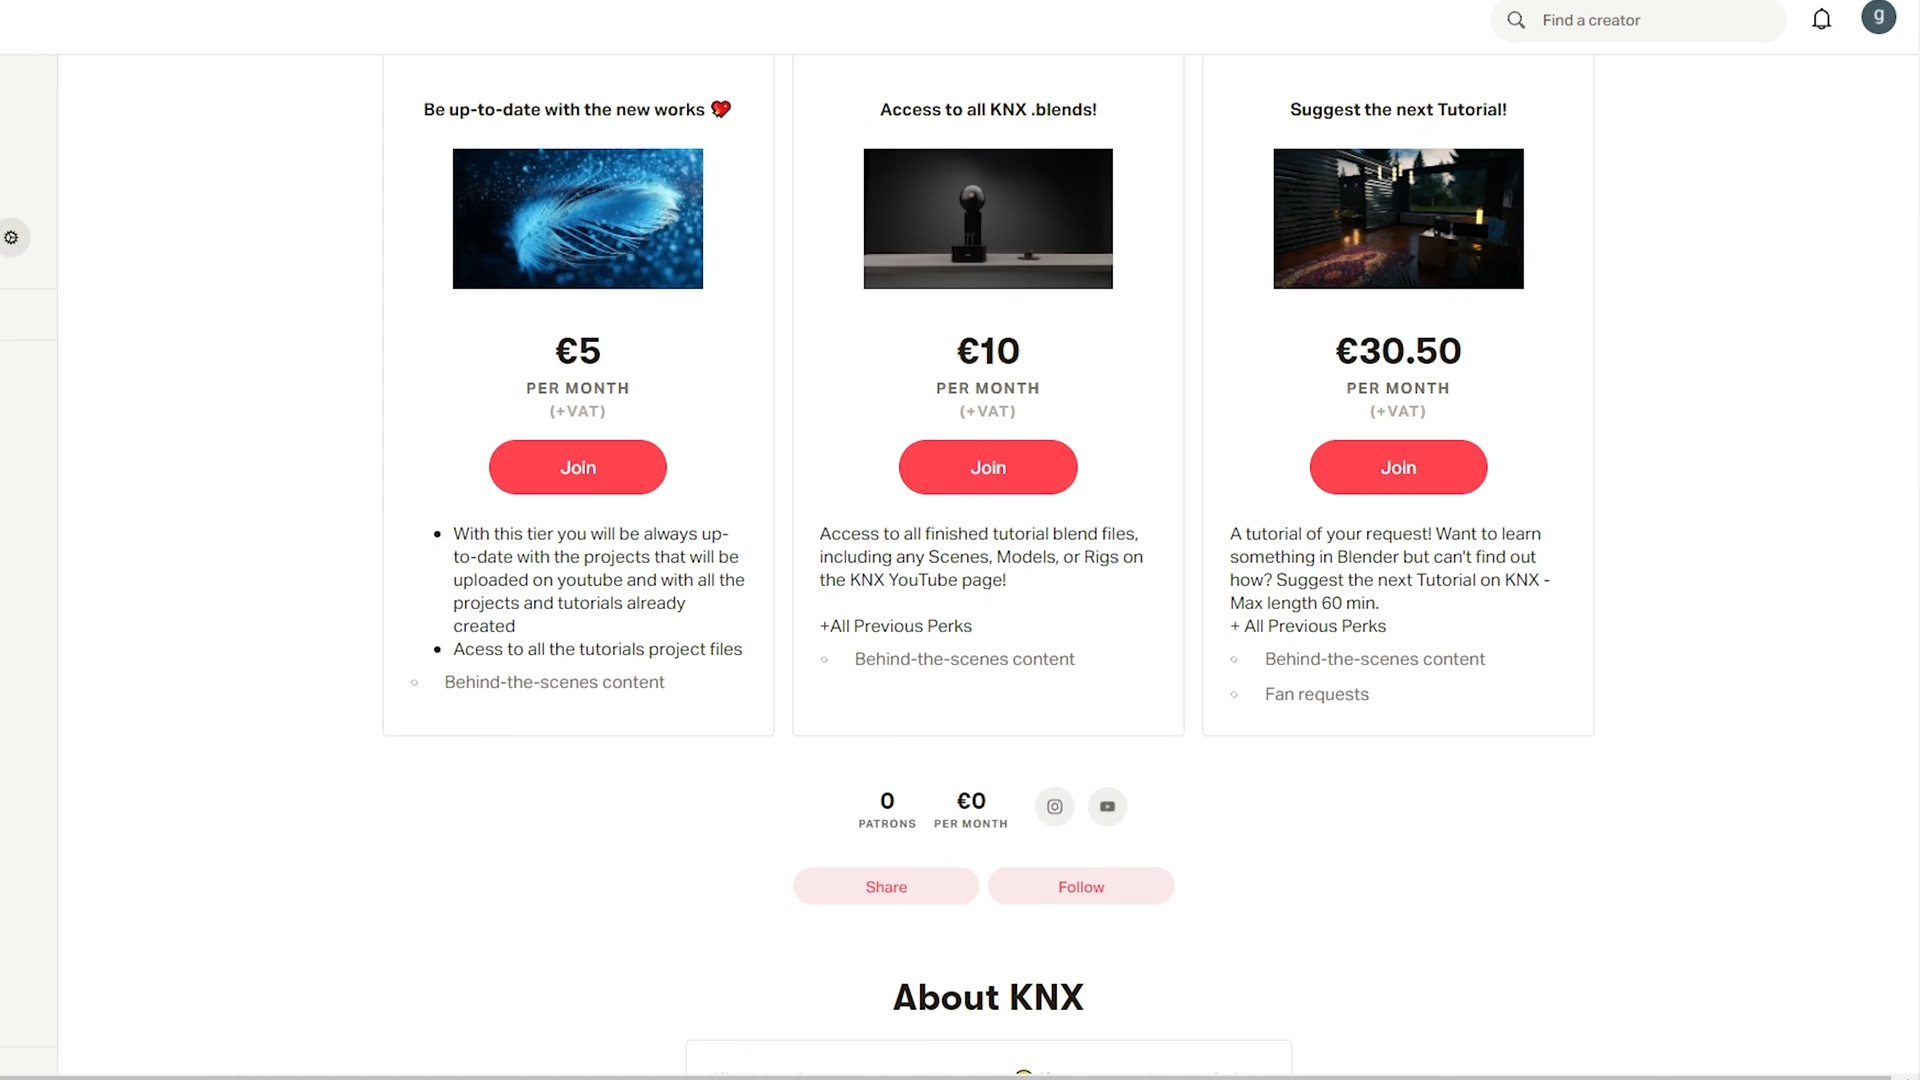 Find a creator
g
Be up-to-date with the new works
€5
PER MONTH
(+VAT)
Join
With this tier you will be always up-
to-date with the projects that will be
uploaded on youtube and with all the
projects and tutorials already
created
Acess to all the tutorials project files
Behind-the-scenes content
Access to all KNX .blends!
€10
PER MONTH
(+VAT)
Join
Access to all finished tutorial blend files,
including any Scenes, Models, or Rigs on
the KNX YouTube page!
+All Previous Perks
Behind-the-scenes content
Suggest the next Tutorial!
€30.50
PER MONTH
(+VAT)
Join
A tutorial of your request! Want to learn
something in Blender but can't find out
how? Suggest the next Tutorial on KNX -
Max length 60 min.
+ All Previous Perks
Behind-the-scenes content
Fan requests
0
PATRONS
€0
PER MONTH
Share
Follow
About KNX